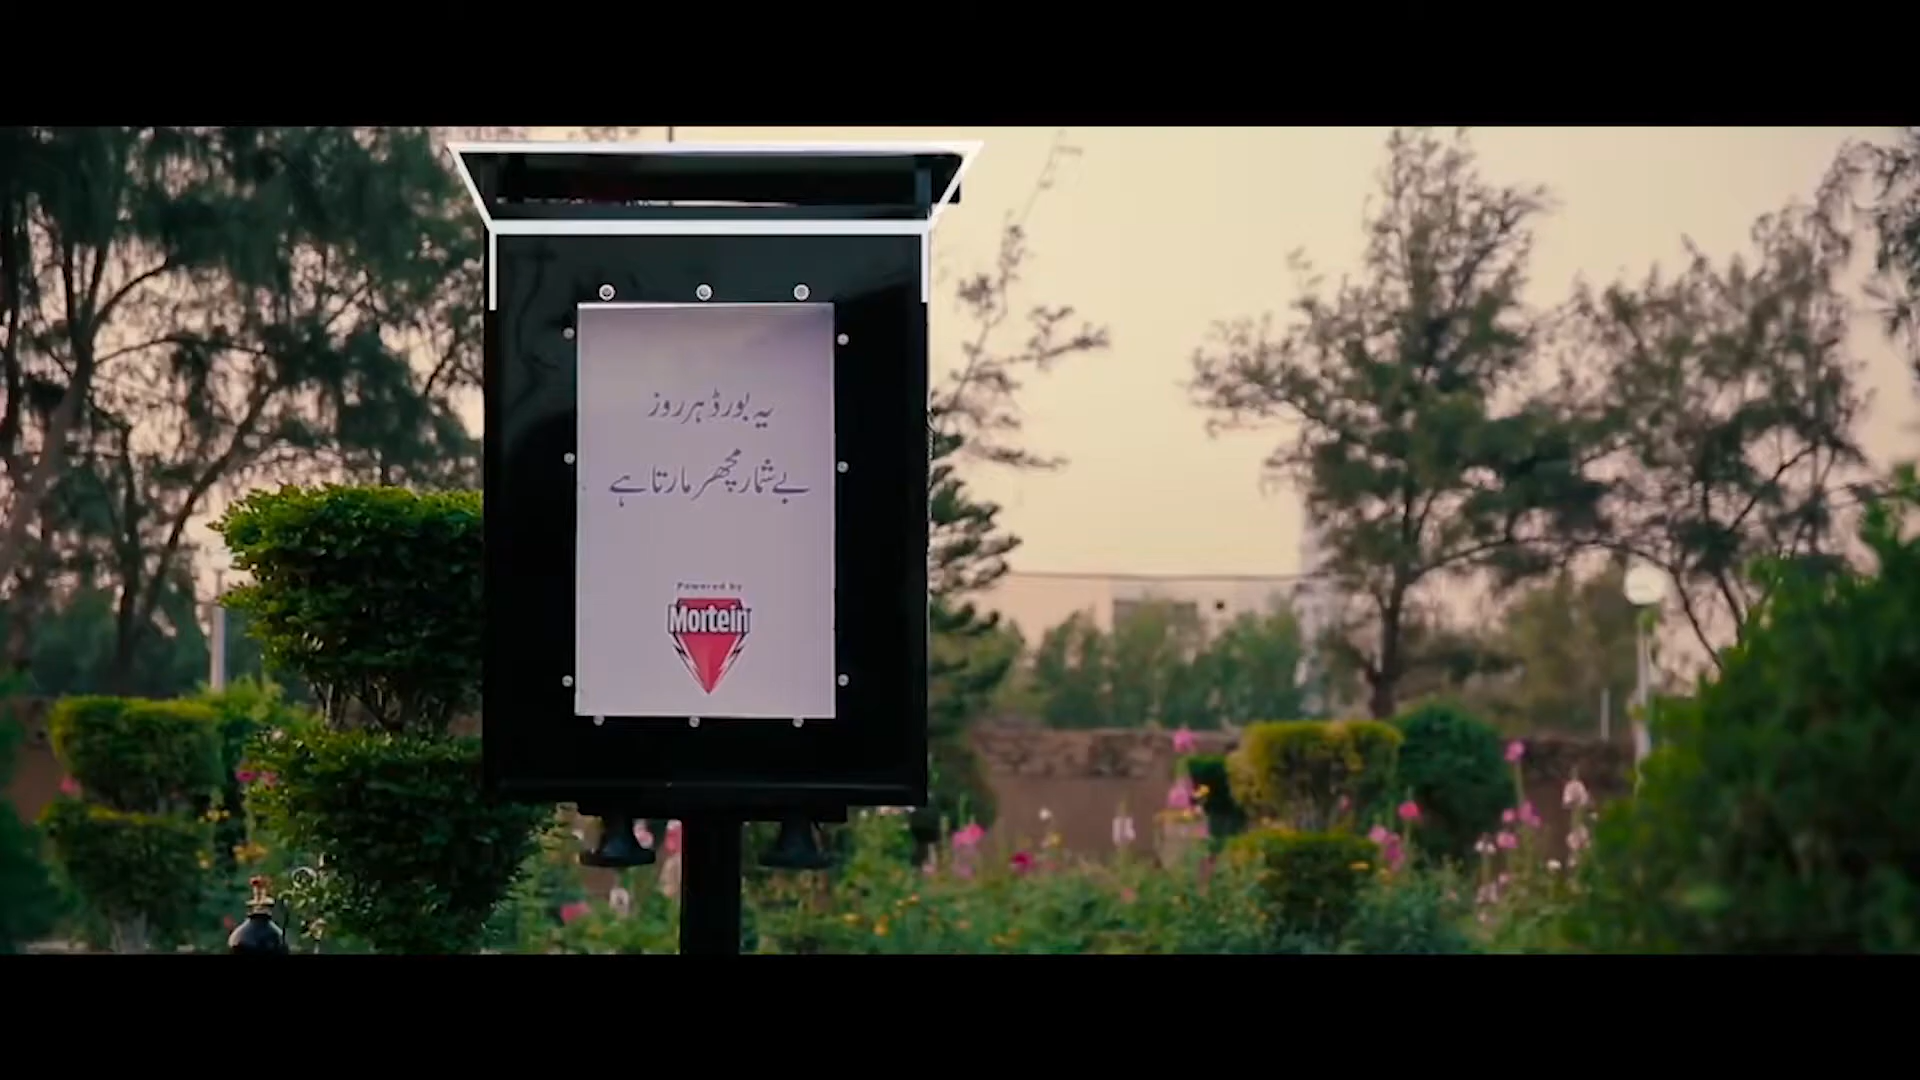 یہ بورڈ ہر روز
بے شمار مچھر مارتا ہے
Powered by
Mortein